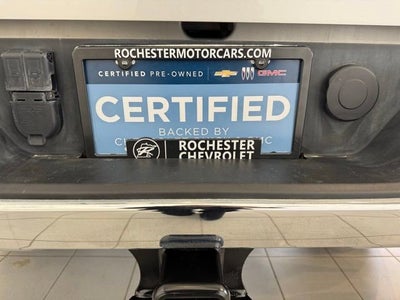 ROCHESTERMOTORCARS.COM
CERTIFIED PRE-OWNED GMC
CERTIFIED
BACKED BY
ROCHESTER
CHEVROLET